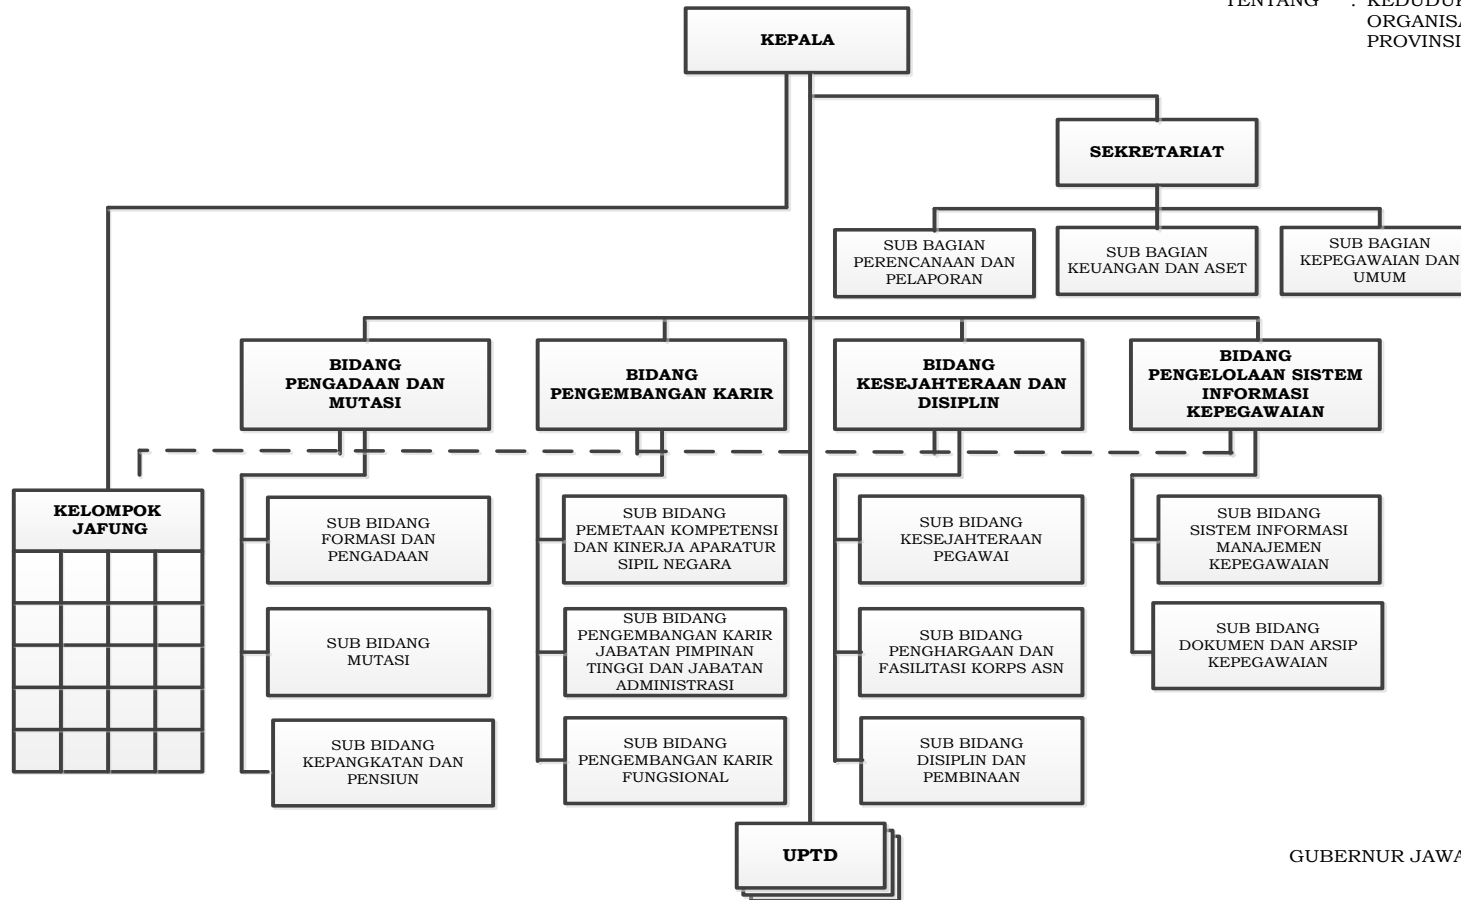 TENTANG : KEDUDUK
ORGANISA
PROVINSI
KEPALA
SEKRETARIAT
SUB BAGIAN
PERENCANAAN DAN
PELAPORAN
SUB BAGIAN
KEUANGAN DAN ASET
SUB BAGIAN
KEPEGAWAIAN DAN
UMUM
BIDANG
PENGADAAN DAN
MUTASI
BIDANG
PENGEMBANGAN KARIR
BIDANG
KESEJAHTERAAN DAN
DISIPLIN
BIDANG
PENGELOLAAN SISTEM
INFORMASI
KEPEGAWAIAN
KELOMPOK
JAFUNG
SUB BIDANG
FORMASI DAN
PENGADAAN
SUB BIDANG
PEMETAAN KOMPETENSI
DAN KINERJA APARATUR
SIPIL NEGARA
SUB BIDANG
KESEJAHTERAAN
PEGAWAI
SUB BIDANG
SISTEM INFORMASI
MANAJEMEN
KEPEGAWAIAN
SUB BIDANG
MUTASI
SUB BIDANG
PENGEMBANGAN KARIR
JABATAN PIMPINAN
TINGGI DAN JABATAN
ADMINISTRASI
SUB BIDANG
PENGHARGAAN DAN
FASILITASI KORPS ASN
SUB BIDANG
DOKUMEN DAN ARSIP
KEPEGAWAIAN
SUB BIDANG
KEPANGKATAN DAN
PENSIUN
SUB BIDANG
PENGEMBANGAN KARIR
FUNGSIONAL
SUB BIDANG
DISIPLIN DAN
PEMBINAAN
UPTD
GUBERNUR JAWA